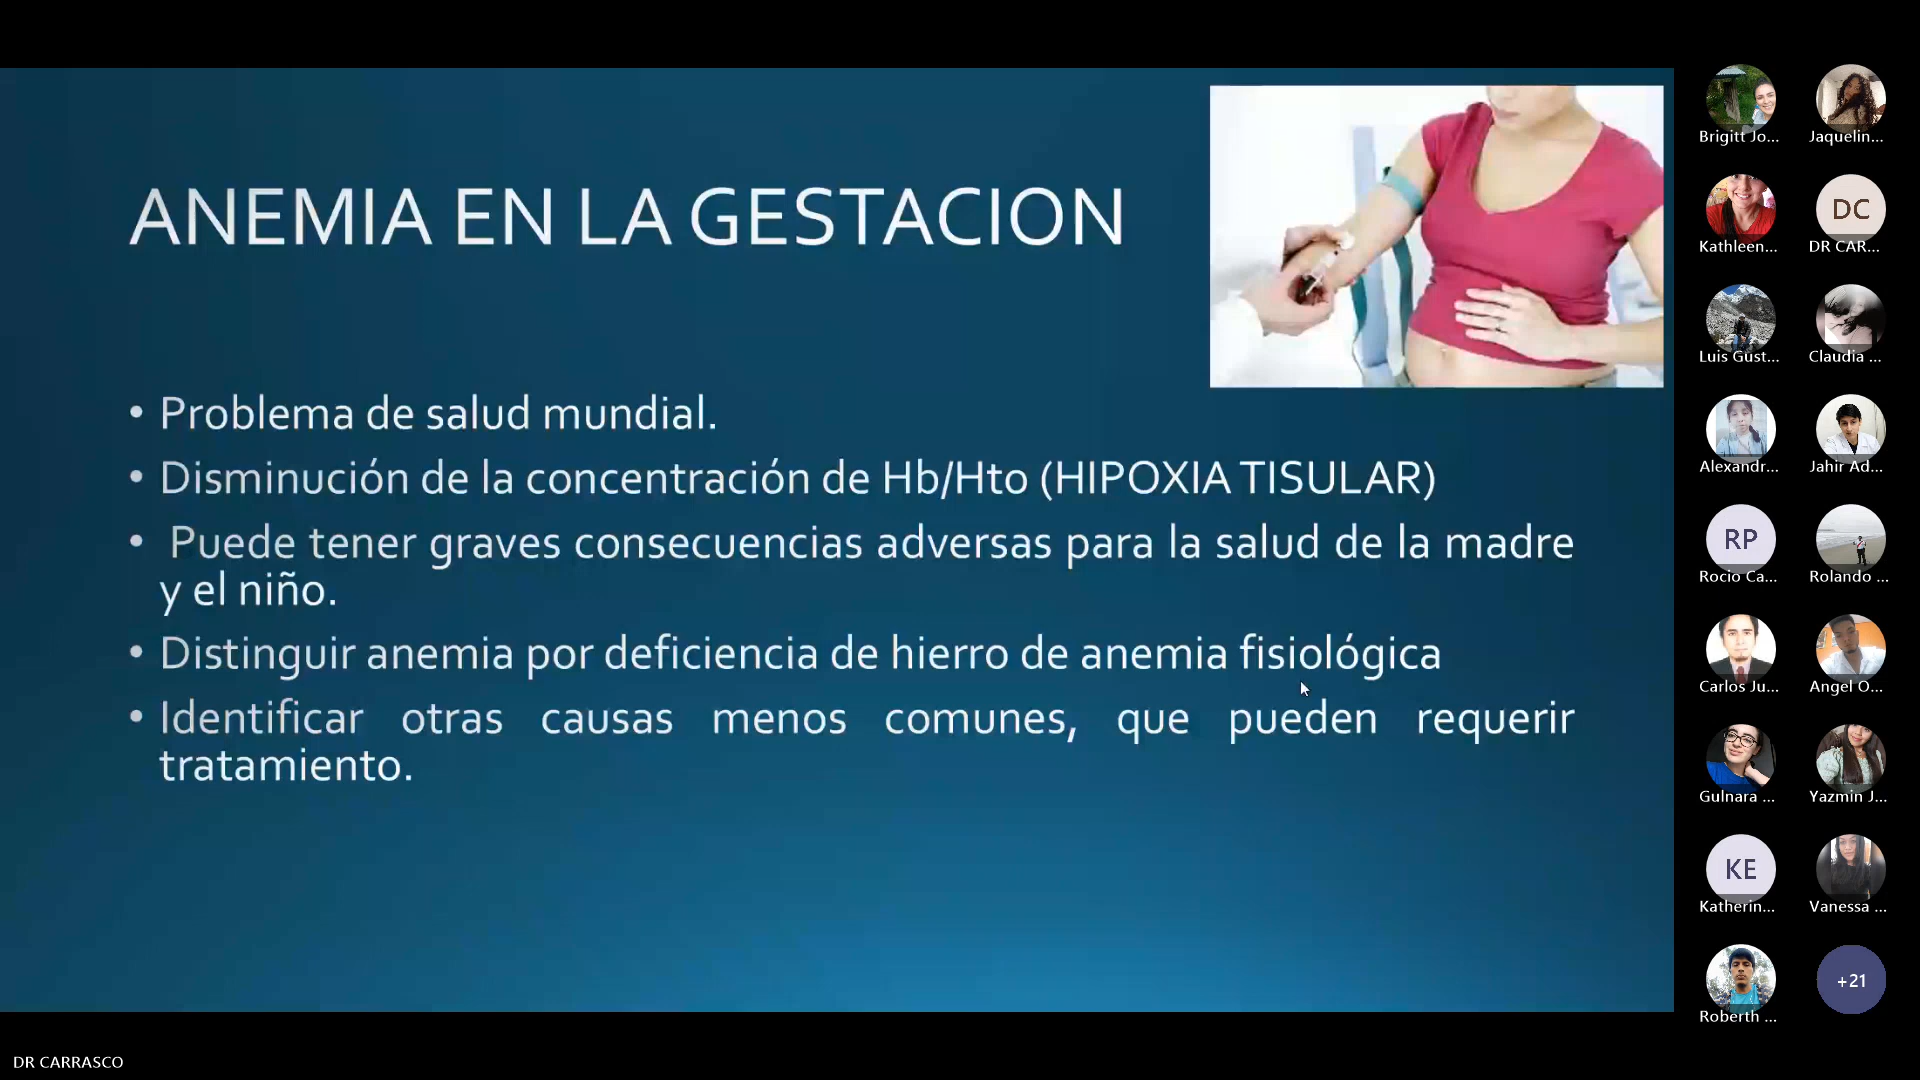 ANEMIA EN LA GESTACION
• Problema de salud mundial.
• Disminución de la concentración de Hb/Hto (HIPOXIA TISULAR)
• Puede tener graves consecuencias adversas para la salud de la madre
y el niño.
• Distinguir anemia por deficiencia de hierro de anemia fisiológica
• Identificar otras causas menos comunes, que pueden requerir
tratamiento.
Brigitt Jo...
Jaquelin...
Kathleen...
DC
DR CAR...
Luis Gust...
Claudia ...
Alexandr...
Jahir Ad...
RP
Rocio Ca...
Rolando ...
Carlos Ju...
Angel O...
Gulnara ...
Yazmin J...
KE
Katherin...
Vanessa ...
Roberth ...
+21
DR CARRASCO